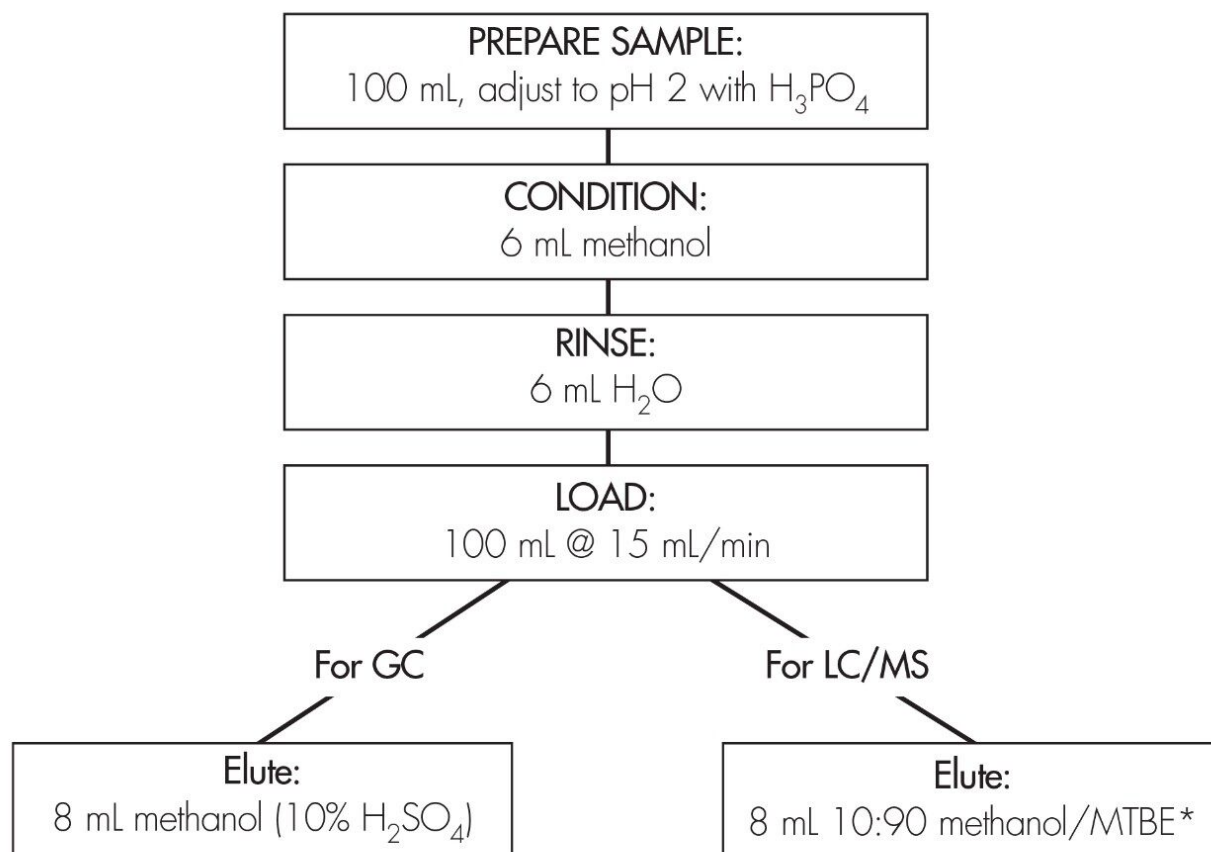 PREPARE SAMPLE:
100 mL, adjust to pH 2 with H₃PO₄
CONDITION:
6 mL methanol
RINSE:
6 mL H₂O
LOAD:
100 mL @ 15 mL/min
For GC
For LC/MS
Elute:
8 mL methanol (10% H₂SO₄)
Elute:
8 mL 10:90 methanol/MTBE*